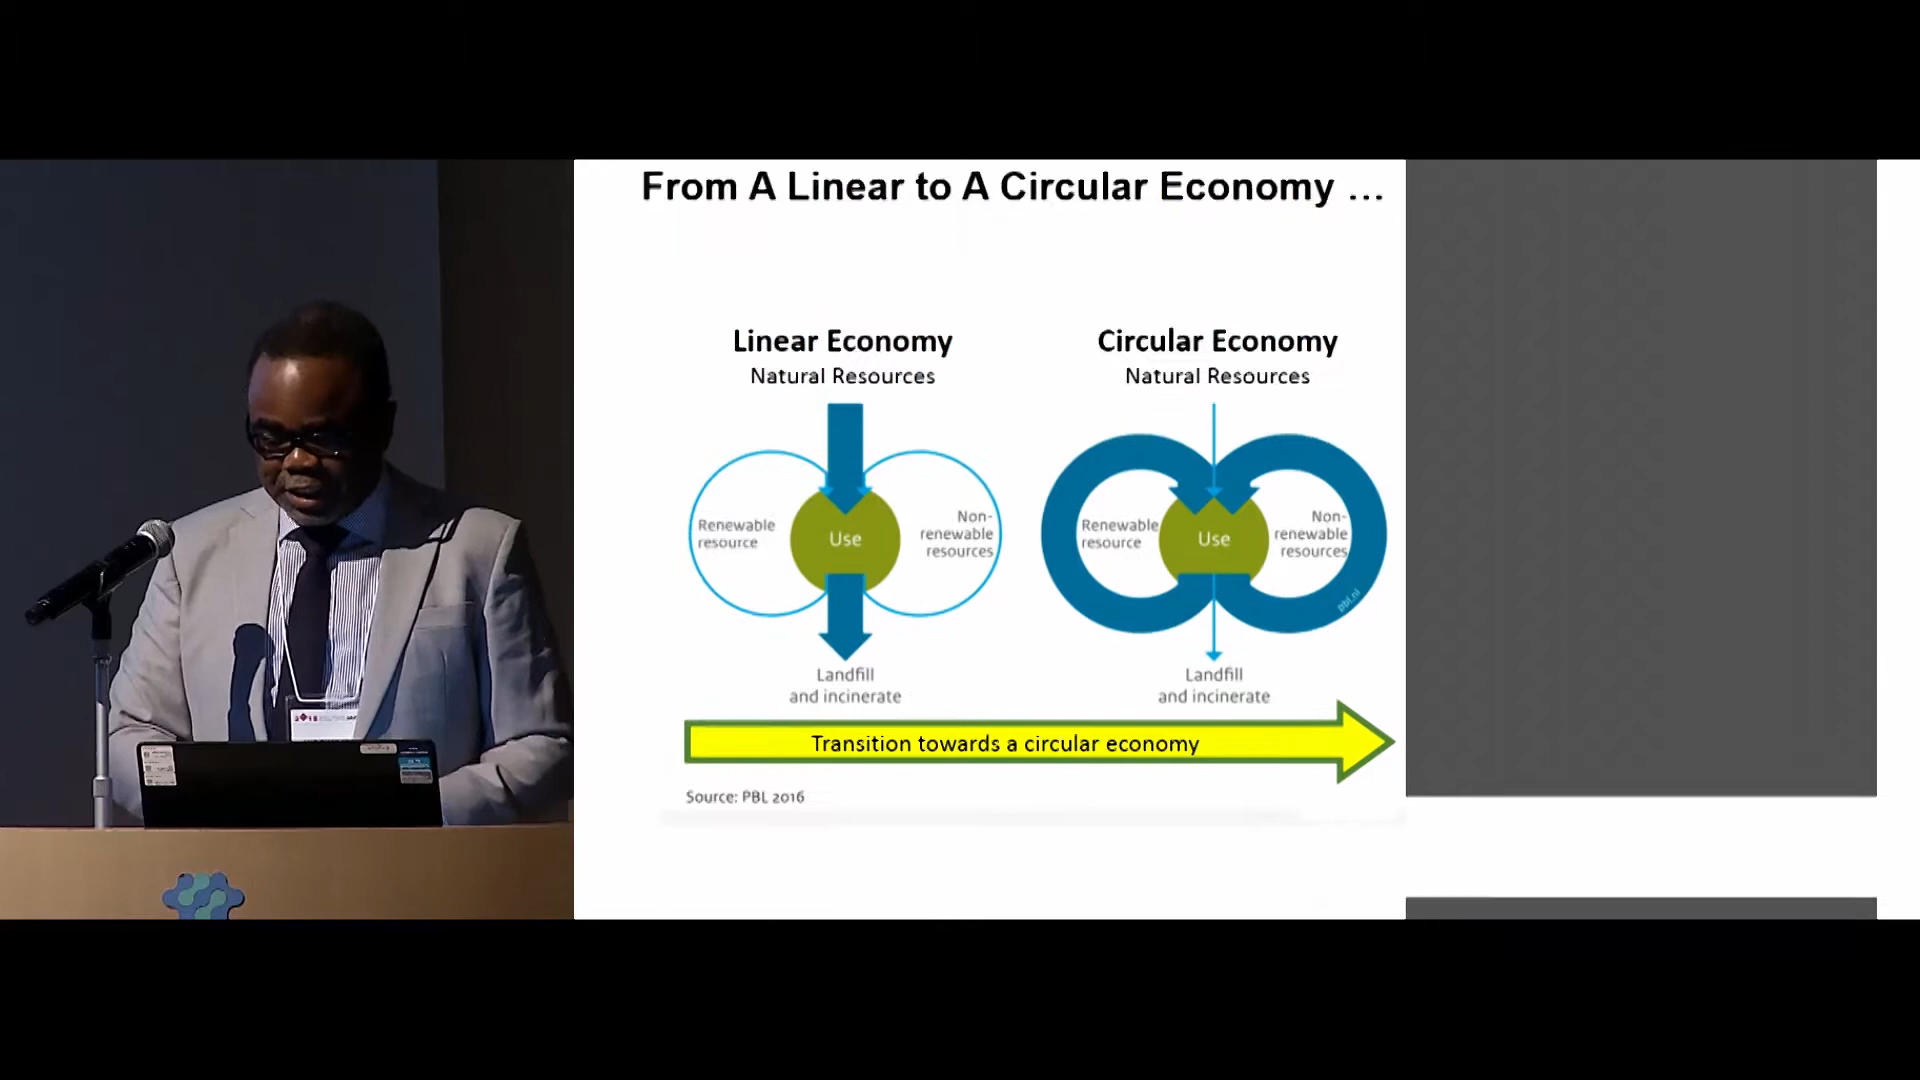 From A Linear to A Circular Economy ...
Linear Economy
Natural Resources
Renewable
resource
Use
Non-
renewable
resources
Landfill
and incinerate
Circular Economy
Natural Resources
Renewable
resource
Use
Non-
renewable
resources
pbl.nl
Landfill
and incinerate
Transition towards a circular economy
Source: PBL 2016